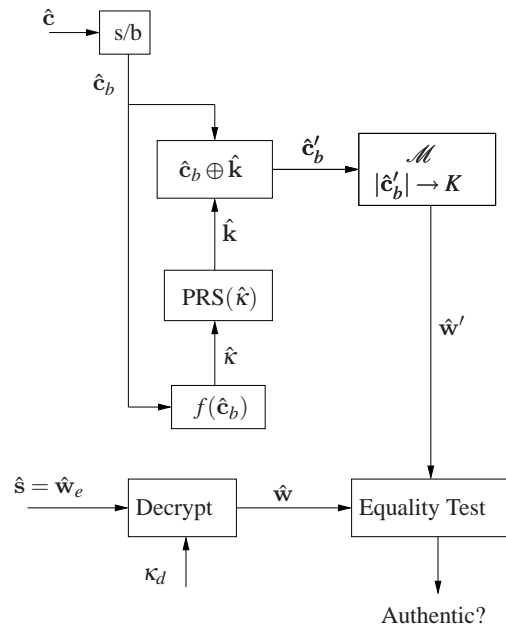 ĉ
s/b
ĉ_b
ĉ_b ⊕ k̂
ĉ′_b
ℳ
|ĉ′_b| → K
k̂
PRS(κ̂)
ŵ′
κ̂
f(ĉ_b)
ŝ = ŵ_e
Decrypt
ŵ
Equality Test
κ_d
Authentic?